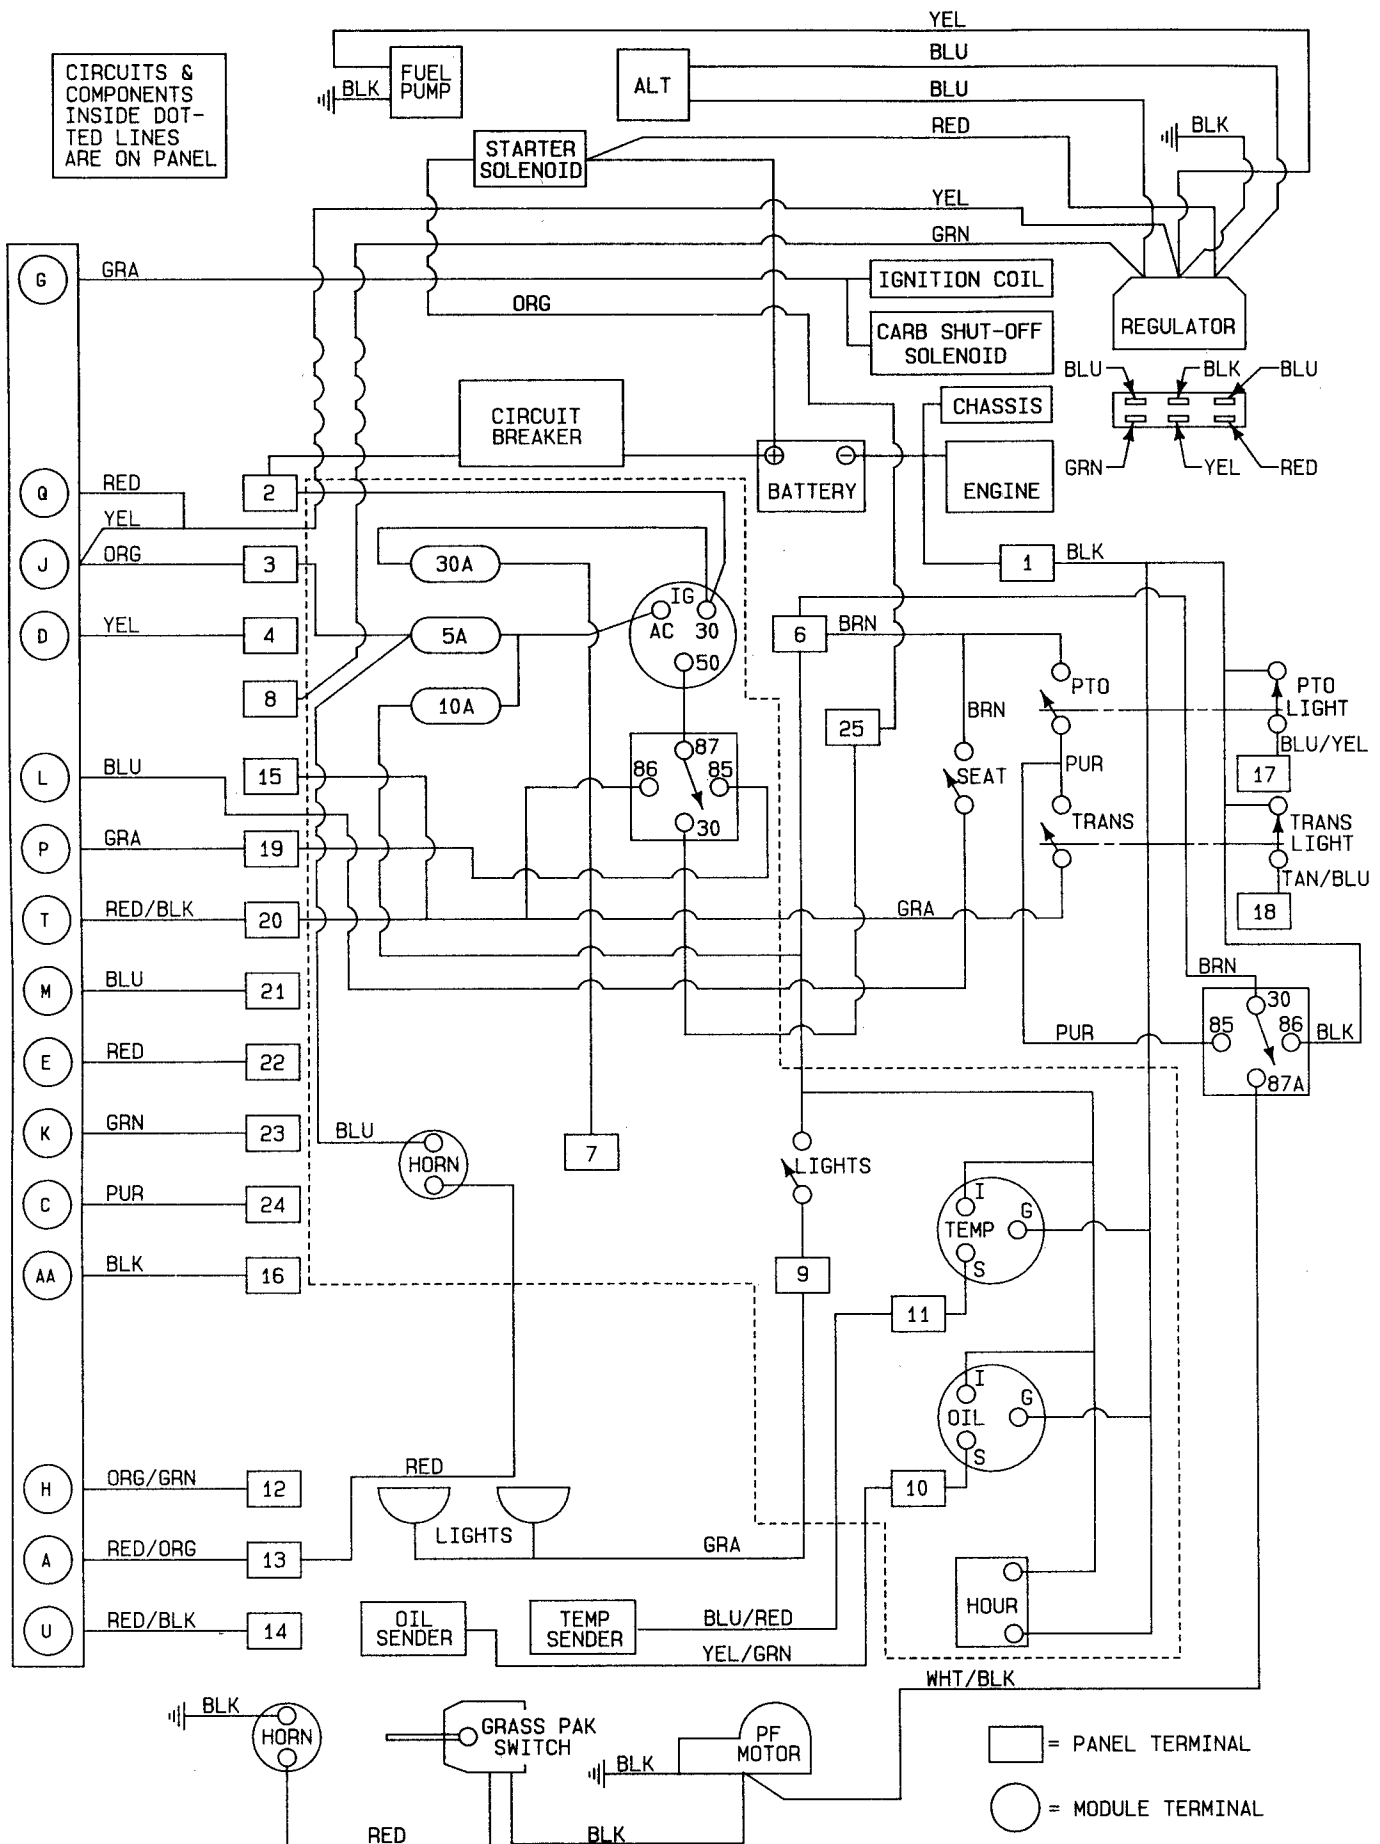 YEL
CIRCUITS &
COMPONENTS
INSIDE DOT-
TED LINES
ARE ON PANEL
FUEL
PUMP
BLK
ALT
BLU
BLU
RED
BLK
STARTER
SOLENOID
YEL
GRN
G
GRA
IGNITION COIL
ORG
CARB SHUT-OFF
SOLENOID
REGULATOR
BLU
BLK
BLU
CHASSIS
CIRCUIT
BREAKER
+
-
BATTERY
ENGINE
GRN
YEL
RED
Q
RED
2
YEL
J
ORG
3
30A
1
BLK
IG
AC
30
50
D
YEL
4
5A
6
BRN
8
10A
25
BRN
PTO
PTO
LIGHT
BLU/YEL
17
L
BLU
15
86
87
85
30
SEAT
PUR
P
GRA
19
TRANS
TRANS
LIGHT
TAN/BLU
18
T
RED/BLK
20
GRA
M
BLU
21
BRN
30
85
86
87A
PUR
BLK
E
RED
22
K
GRN
23
BLU
HORN
7
LIGHTS
C
PUR
24
I
TEMP
G
S
AA
BLK
16
9
11
I
OIL
G
S
H
ORG/GRN
12
RED
10
A
RED/ORG
13
LIGHTS
GRA
HOUR
U
RED/BLK
14
OIL
SENDER
TEMP
SENDER
BLU/RED
YEL/GRN
WHT/BLK
BLK
HORN
GRASS PAK
SWITCH
BLK
PF
MOTOR
= PANEL TERMINAL
= MODULE TERMINAL
RED
BLK